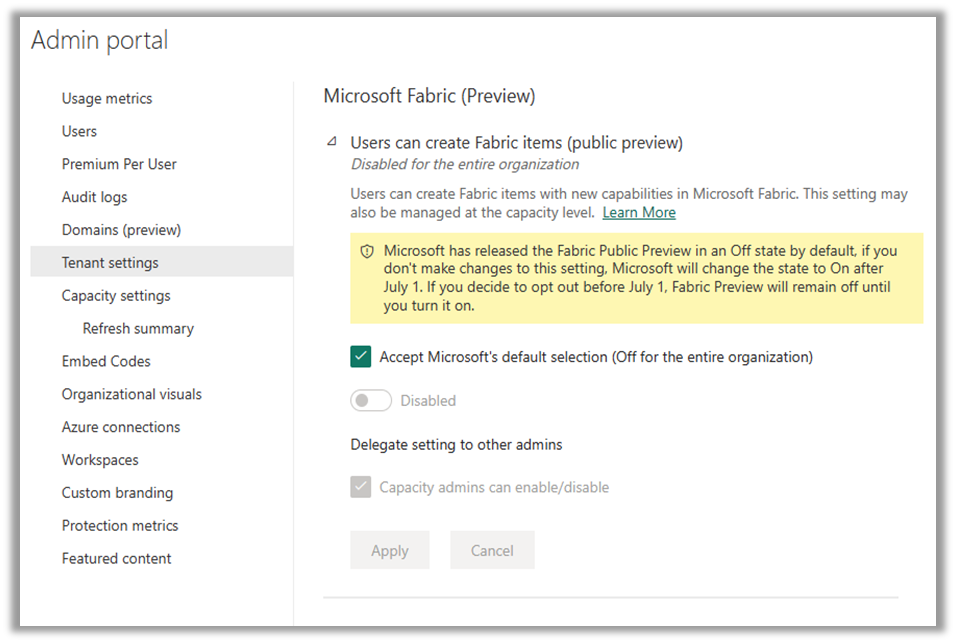 Admin portal
Usage metrics
Users
Premium Per User
Audit logs
Domains (preview)
Tenant settings
Capacity settings
Refresh summary
Embed Codes
Organizational visuals
Azure connections
Workspaces
Custom branding
Protection metrics
Featured content
Microsoft Fabric (Preview)
Users can create Fabric items (public preview)
Disabled for the entire organization
Users can create Fabric items with new capabilities in Microsoft Fabric. This setting may
also be managed at the capacity level. Learn More
Microsoft has released the Fabric Public Preview in an Off state by default, if you
don't make changes to this setting, Microsoft will change the state to On after
July 1. If you decide to opt out before July 1, Fabric Preview will remain off until
you turn it on.
Accept Microsoft's default selection (Off for the entire organization)
Disabled
Delegate setting to other admins
Capacity admins can enable/disable
Apply
Cancel